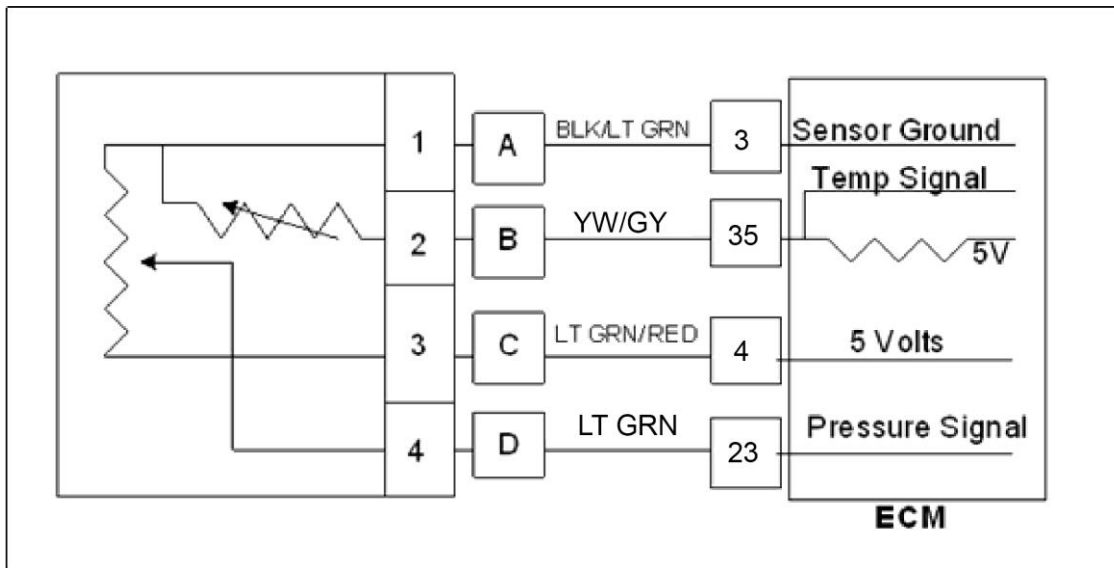 1 A BLK/LT GRN 3 Sensor Ground
Temp Signal
2 B YW/GY 35 5V
3 C LT GRN/RED 4 5 Volts
4 D LT GRN 23 Pressure Signal
ECM